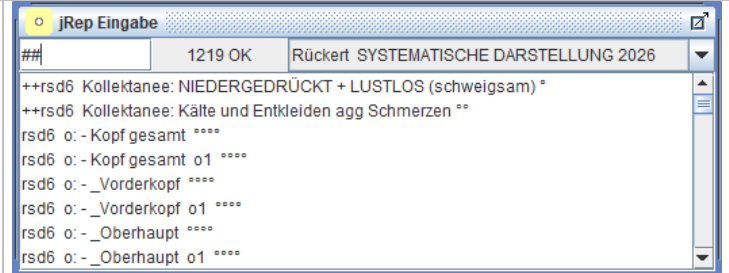 jRep Eingabe
## 1219 OK Rückert SYSTEMATISCHE DARSTELLUNG 2026
++rsd6 Kollektanee: NIEDERGEDRÜCKT + LUSTLOS (schweigsam) °
++rsd6 Kollektanee: Kälte und Entkleiden agg Schmerzen °°
rsd6 o: - Kopf gesamt °°°°
rsd6 o: - Kopf gesamt o1 °°°°
rsd6 o: - _Vorderkopf °°°°
rsd6 o: - _Vorderkopf o1 °°°°
rsd6 o: - _Oberhaupt °°°°
rsd6 o: - _Oberhaupt o1 °°°°